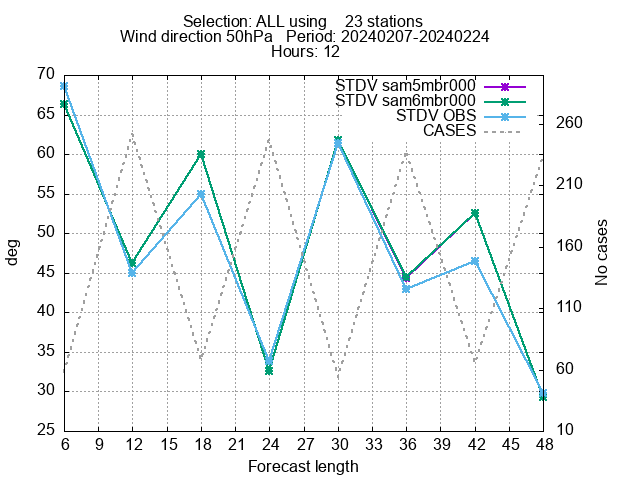 Selection: ALL using    23 stations
Wind direction 50hPa   Period: 20240207-20240224
Hours: 12
STDV sam5mbr000
STDV sam6mbr000
STDV OBS
CASES
deg
70
65
60
55
50
45
40
35
30
25
No cases
260
210
160
110
60
10
6 9 12 15 18 21 24 27 30 33 36 39 42 45 48
Forecast length